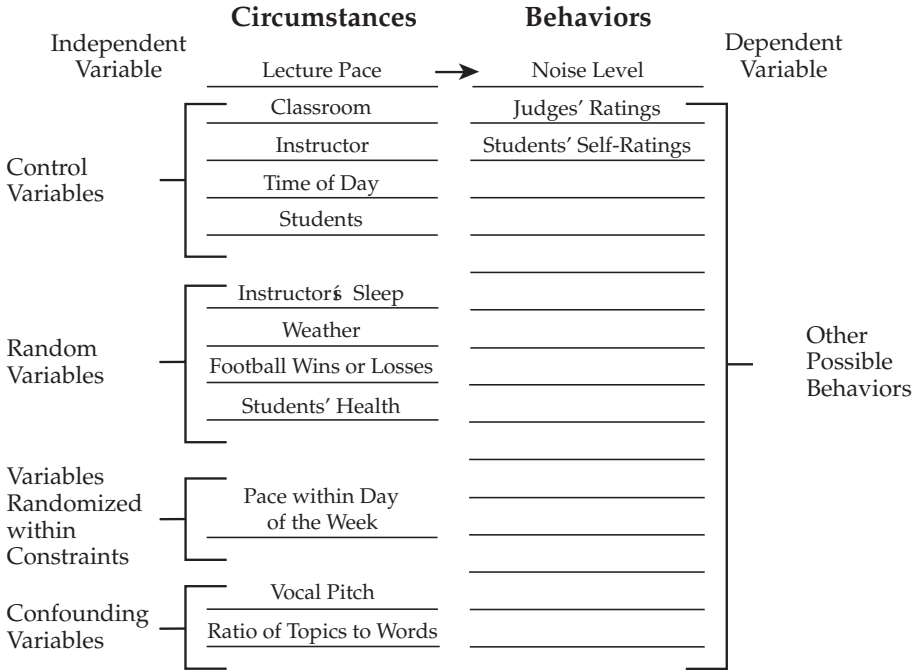 Circumstances
Behaviors
Independent
Variable
Dependent
Variable
Lecture Pace
Noise Level
Control
Variables
Classroom
Instructor
Time of Day
Students
Judges’ Ratings
Students’ Self-Ratings
Random
Variables
Instructor´s Sleep
Weather
Football Wins or Losses
Students’ Health
Other
Possible
Behaviors
Variables
Randomized
within
Constraints
Pace within Day
of the Week
Confounding
Variables
Vocal Pitch
Ratio of Topics to Words